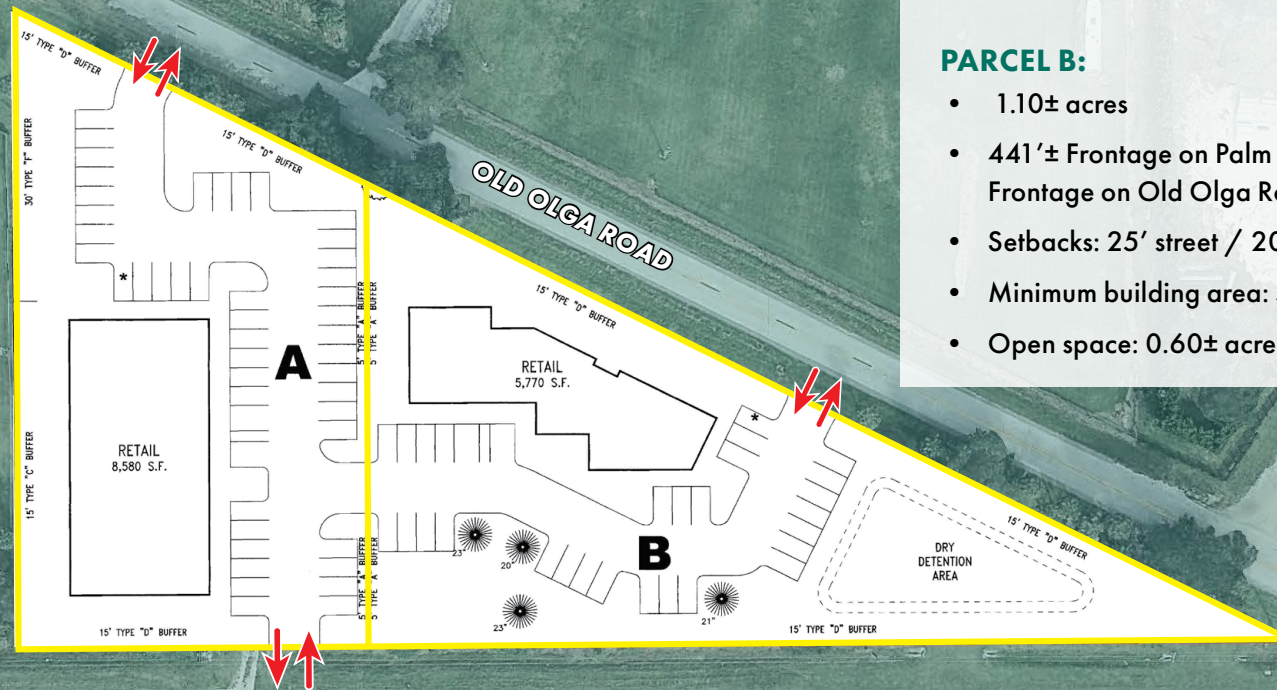 15' TYPE "D" BUFFER
30' TYPE "F" BUFFER
15' TYPE "D" BUFFER
*
A
RETAIL
8,580 S.F.
15' TYPE "C" BUFFER
15' TYPE "D" BUFFER
5' TYPE "A" BUFFER
5' TYPE "A" BUFFER
5' TYPE "A" BUFFER
5' TYPE "A" BUFFER
OLD OLGA ROAD
15' TYPE "D" BUFFER
RETAIL
5,770 S.F.
*
B
23"
20"
23"
21"
DRY
DETENTION
AREA
15' TYPE "D" BUFFER
15' TYPE "D" BUFFER
PARCEL B:
• 1.10± acres
• 441'± Frontage on Palm
Frontage on Old Olga
• Setbacks: 25' street /
• Minimum building area:
• Open space: 0.60± acre